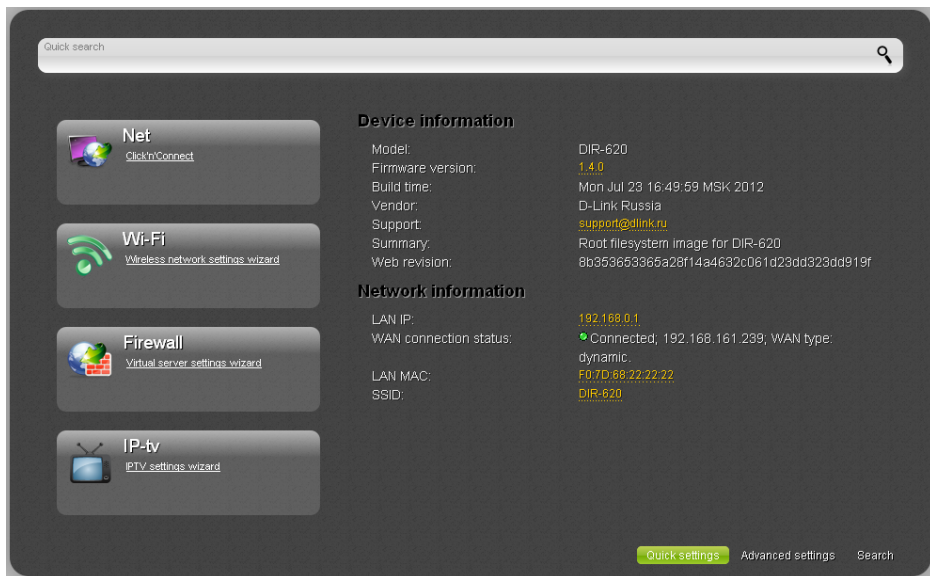 Quick search
Net
Click'n'Connect
Wi-Fi
Wireless network settings wizard
Firewall
Virtual server settings wizard
IP-tv
IPTV settings wizard
Device information
Model: DIR-620
Firmware version: 1.4.0
Build time: Mon Jul 23 16:49:59 MSK 2012
Vendor: D-Link Russia
Support: support@dlink.ru
Summary: Root filesystem image for DIR-620
Web revision: 8b353653365a28f14a4632c061d23dd323dd919f
Network information
LAN IP: 192.168.0.1
WAN connection status: Connected; 192.168.161.239; WAN type:
dynamic.
LAN MAC: F0:7D:68:22:22:22
SSID: DIR-620
Quick settings Advanced settings Search